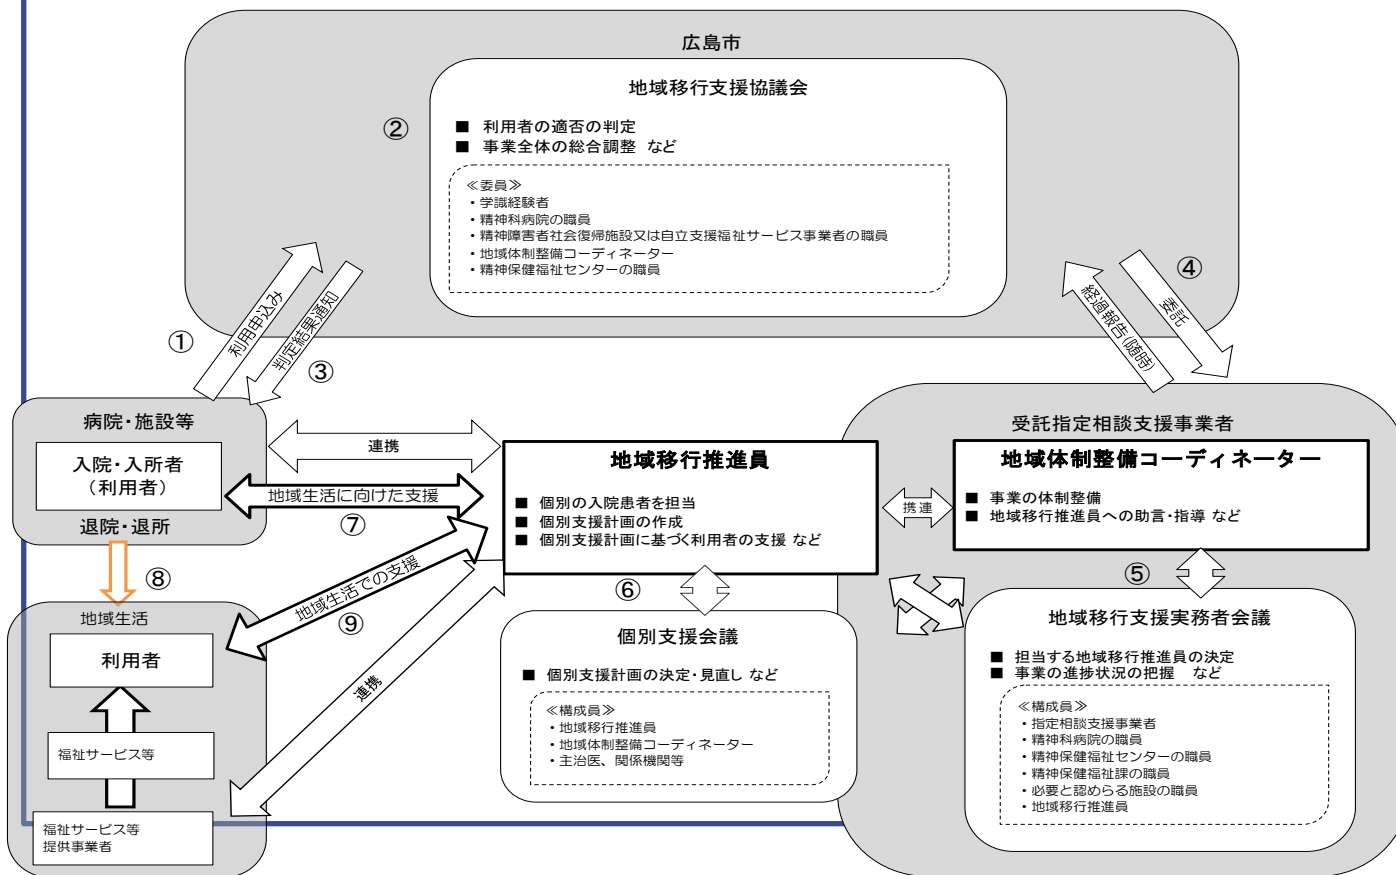 広島市
地域移行支援協議会
②
■ 利用者の適否の判定
■ 事業全体の総合調整 など
≪委員≫
・学識経験者
・精神科病院の職員
・精神障害者社会復帰施設又は自立支援福祉サービス事業者の職員
・地域体制整備コーディネーター
・精神保健福祉センターの職員
①
利用申込み
判定結果通知
③
④
委託
経過報告(随時)
病院・施設等
入院・入所者
(利用者)
退院・退所
連携
地域生活に向けた支援
⑦
地域移行推進員
■ 個別の入院患者を担当
■ 個別支援計画の作成
■ 個別支援計画に基づく利用者の支援 など
携連
受託指定相談支援事業者
地域体制整備コーディネーター
■ 事業の体制整備
■ 地域移行推進員への助言・指導 など
⑧
地域生活での支援
⑨
連携
⑥
⑤
地域生活
利用者
福祉サービス等
福祉サービス等
提供事業者
個別支援会議
■ 個別支援計画の決定・見直し など
≪構成員≫
・地域移行推進員
・地域体制整備コーディネーター
・主治医、関係機関等
地域移行支援実務者会議
■ 担当する地域移行推進員の決定
■ 事業の進捗状況の把握 など
≪構成員≫
・指定相談支援事業者
・精神科病院の職員
・精神保健福祉センターの職員
・精神保健福祉課の職員
・必要と認めらる施設の職員
・地域移行推進員